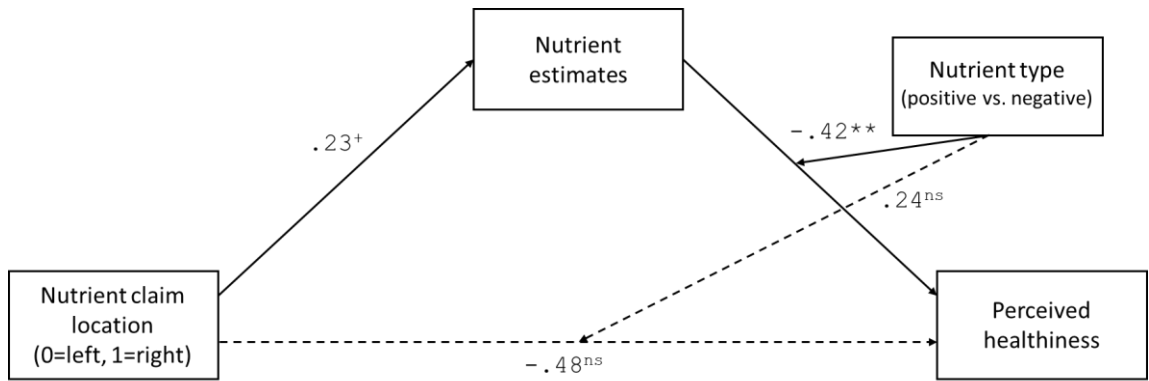 Nutrient
estimates
Nutrient type
(positive vs. negative)
-.42**
.23⁺
.24ⁿˢ
Nutrient claim
location
(0=left, 1=right)
Perceived
healthiness
-.48ⁿˢ